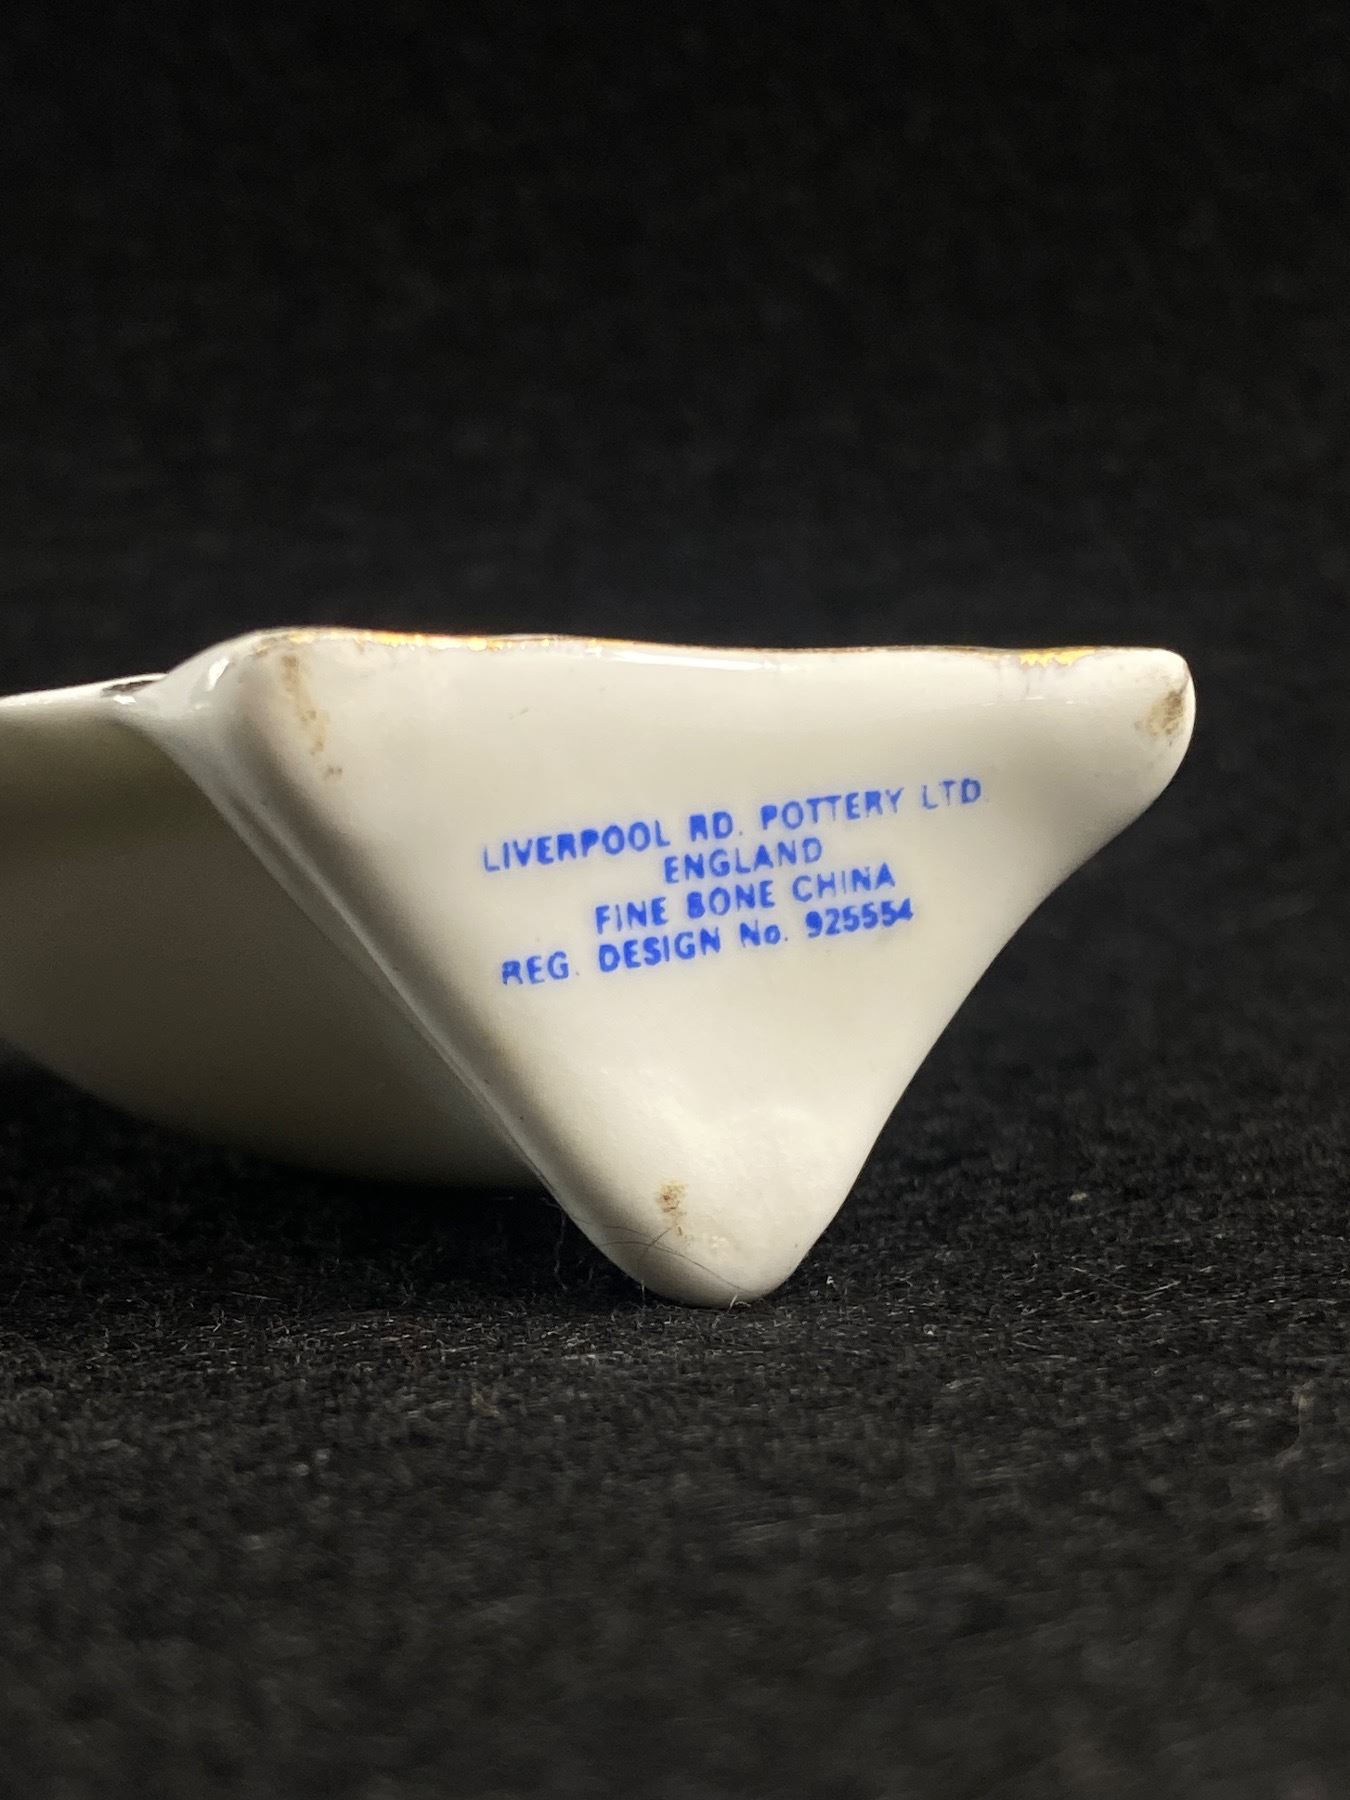 LIVERPOOL RD. POTTERY LTD.
ENGLAND
FINE BONE CHINA
REG. DESIGN No. 925554